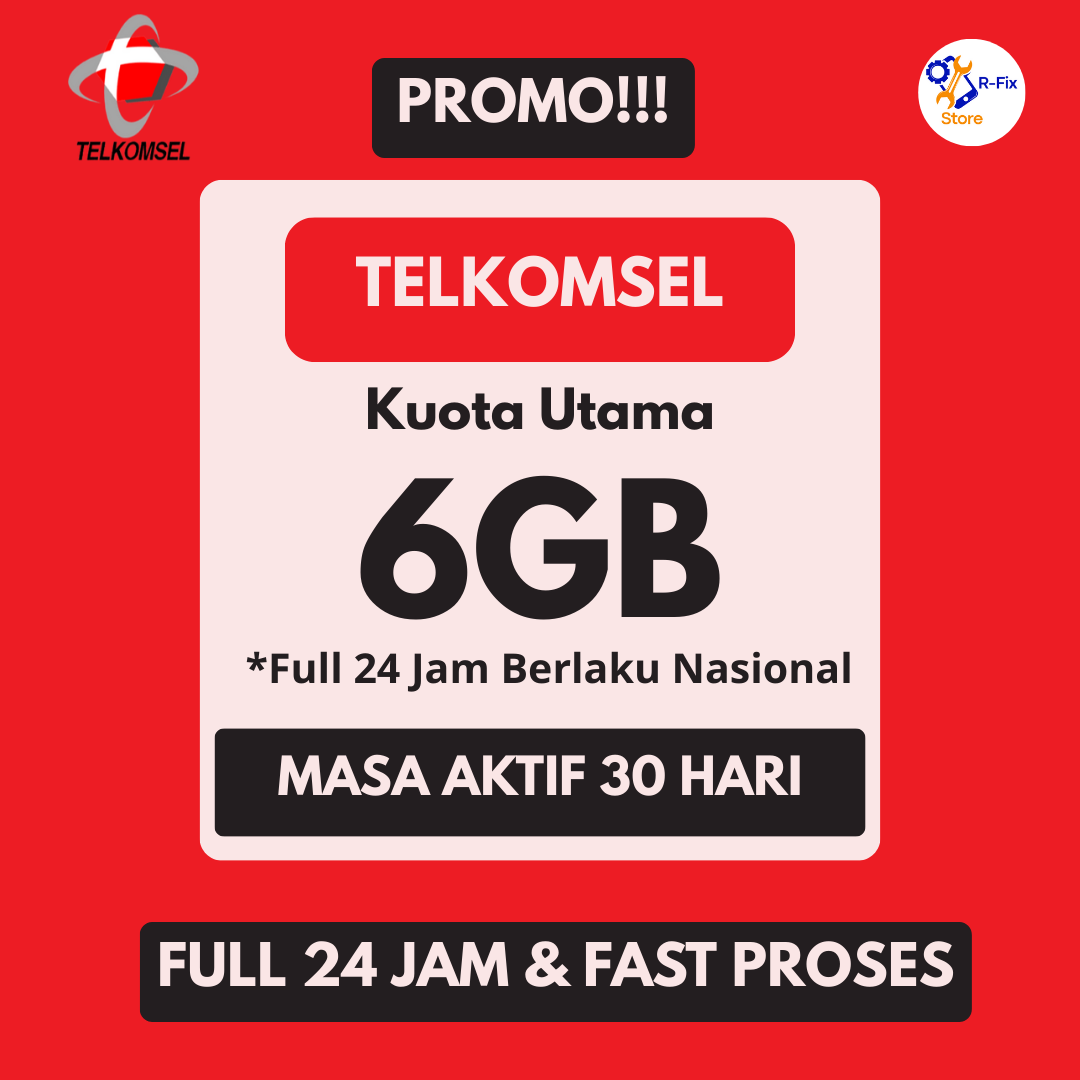 TELKOMSEL
PROMO!!!
R-Fix
Store
TELKOMSEL
Kuota Utama
6GB
*Full 24 Jam Berlaku Nasional
MASA AKTIF 30 HARI
FULL 24 JAM & FAST PROSES